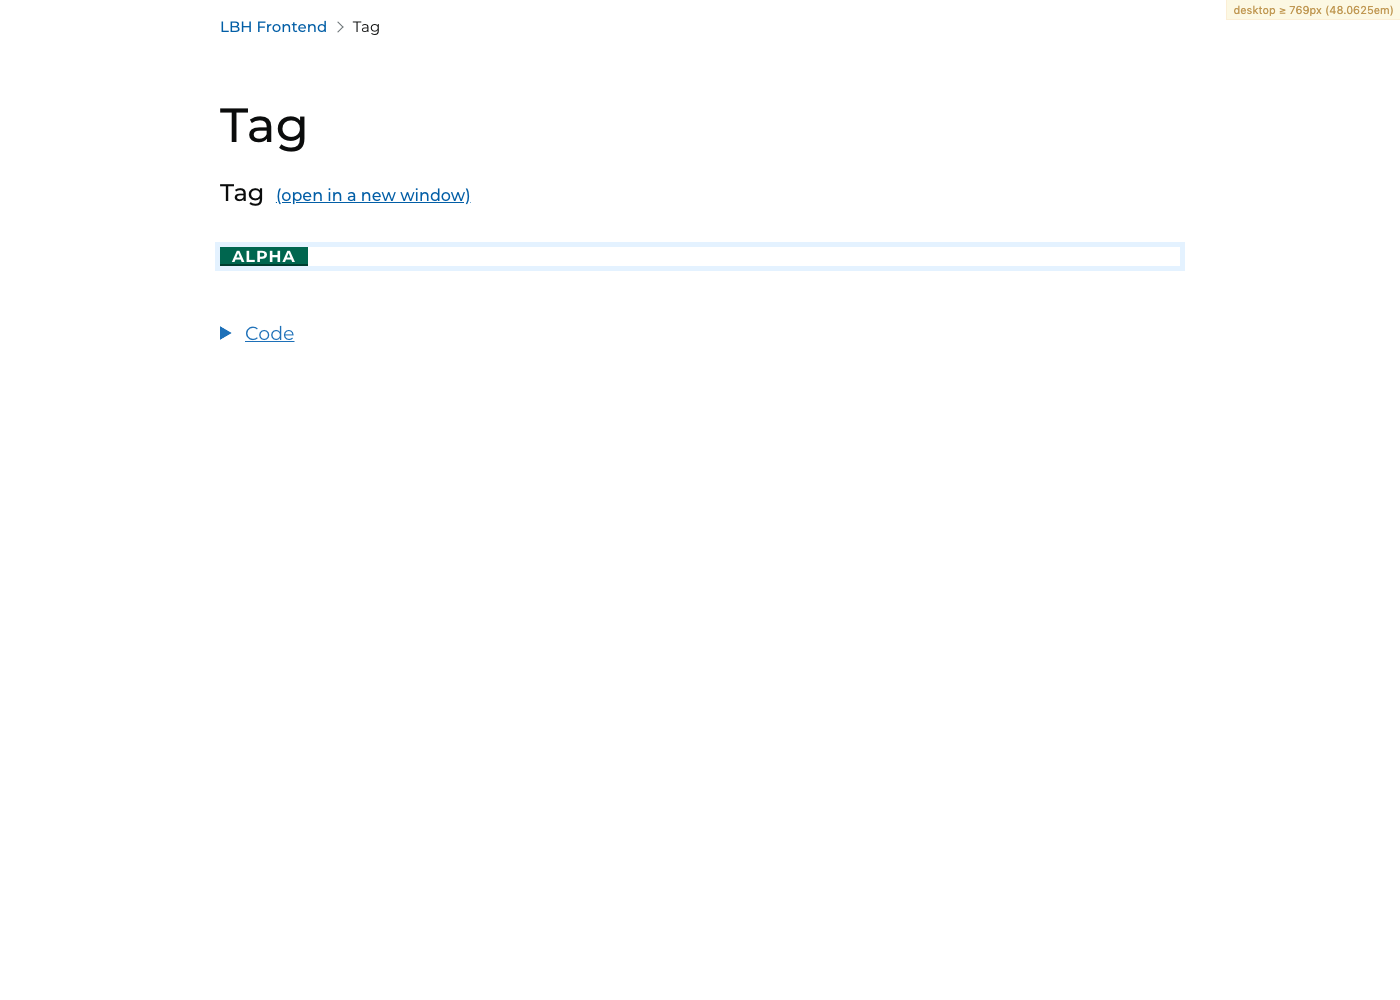 desktop ≥ 769px (48.0625em)
LBH Frontend > Tag
Tag
Tag (open in a new window)
ALPHA
Code